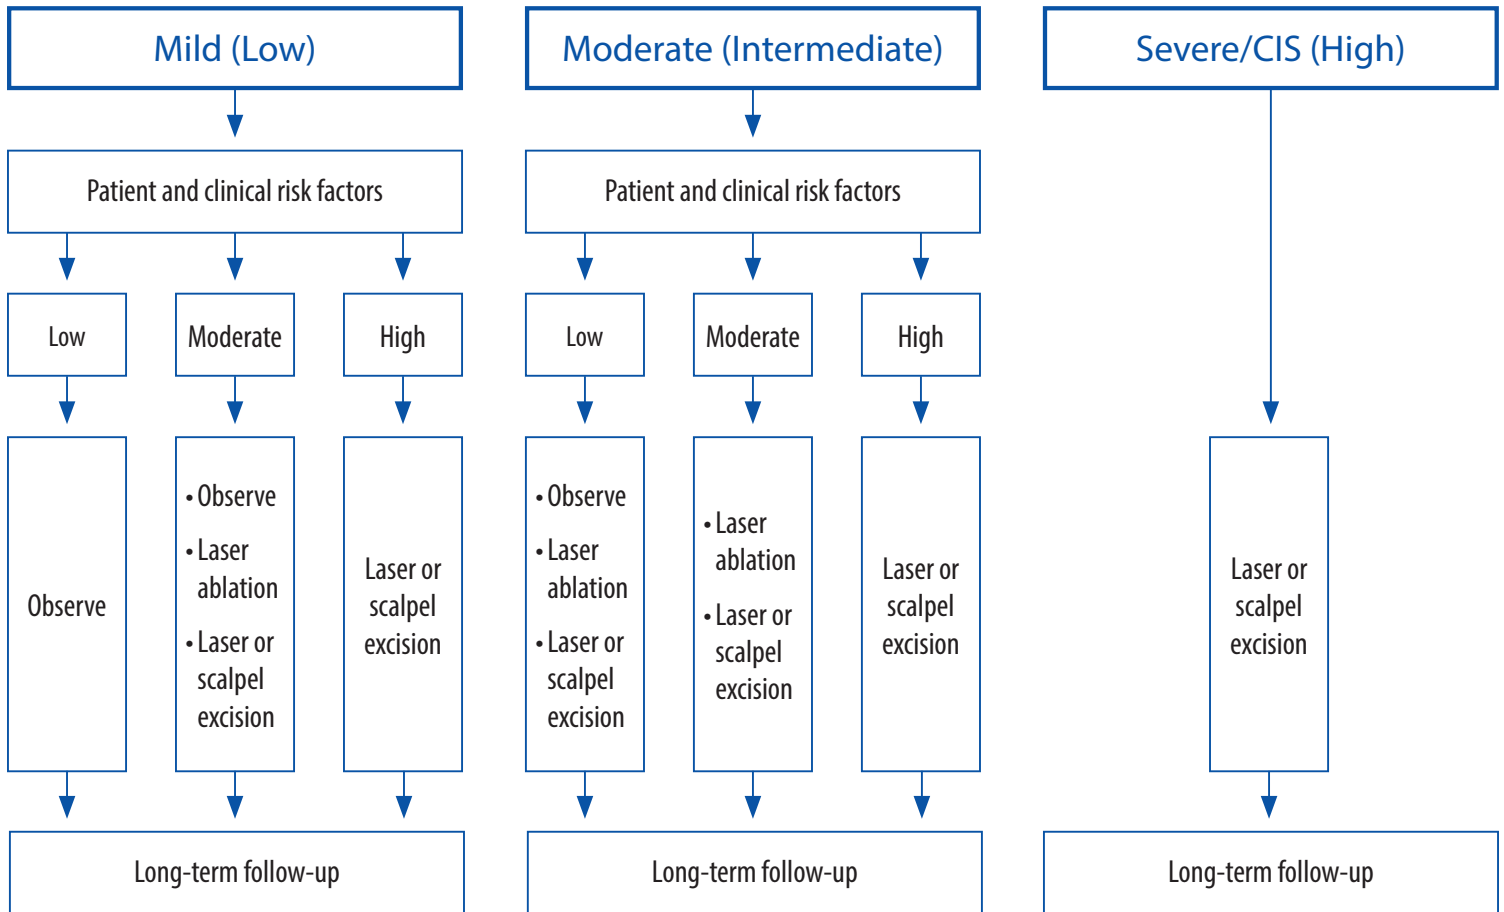 Mild (Low)
Moderate (Intermediate)
Severe/CIS (High)
Patient and clinical risk factors
Patient and clinical risk factors
Low
Moderate
High
Low
Moderate
High
Observe
• Observe
• Laser
ablation
• Laser or
scalpel
excision
Laser or
scalpel
excision
• Observe
• Laser
ablation
• Laser or
scalpel
excision
• Laser
ablation
• Laser or
scalpel
excision
Laser or
scalpel
excision
Laser or
scalpel
excision
Long-term follow-up
Long-term follow-up
Long-term follow-up